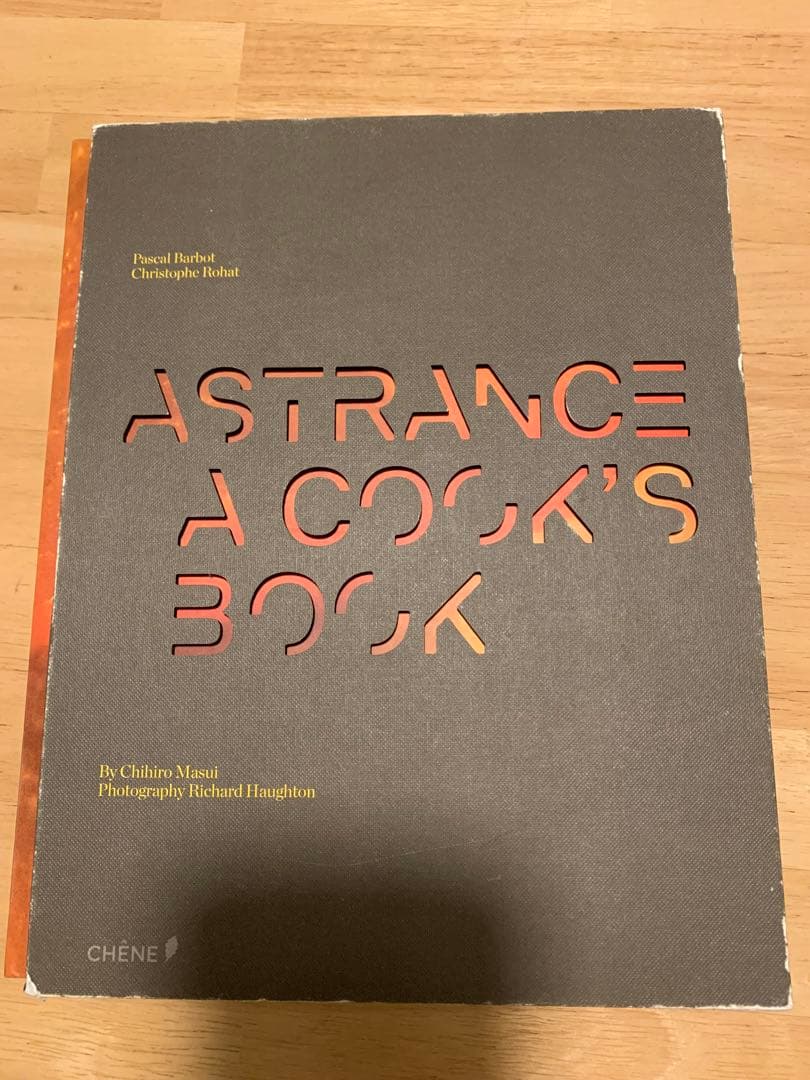 Pascal Barbot
Christophe Rohat
ASTRANCE
A COOK'S
BOOK
By Chihiro Masui
Photography Richard Haughton
CHÊNE